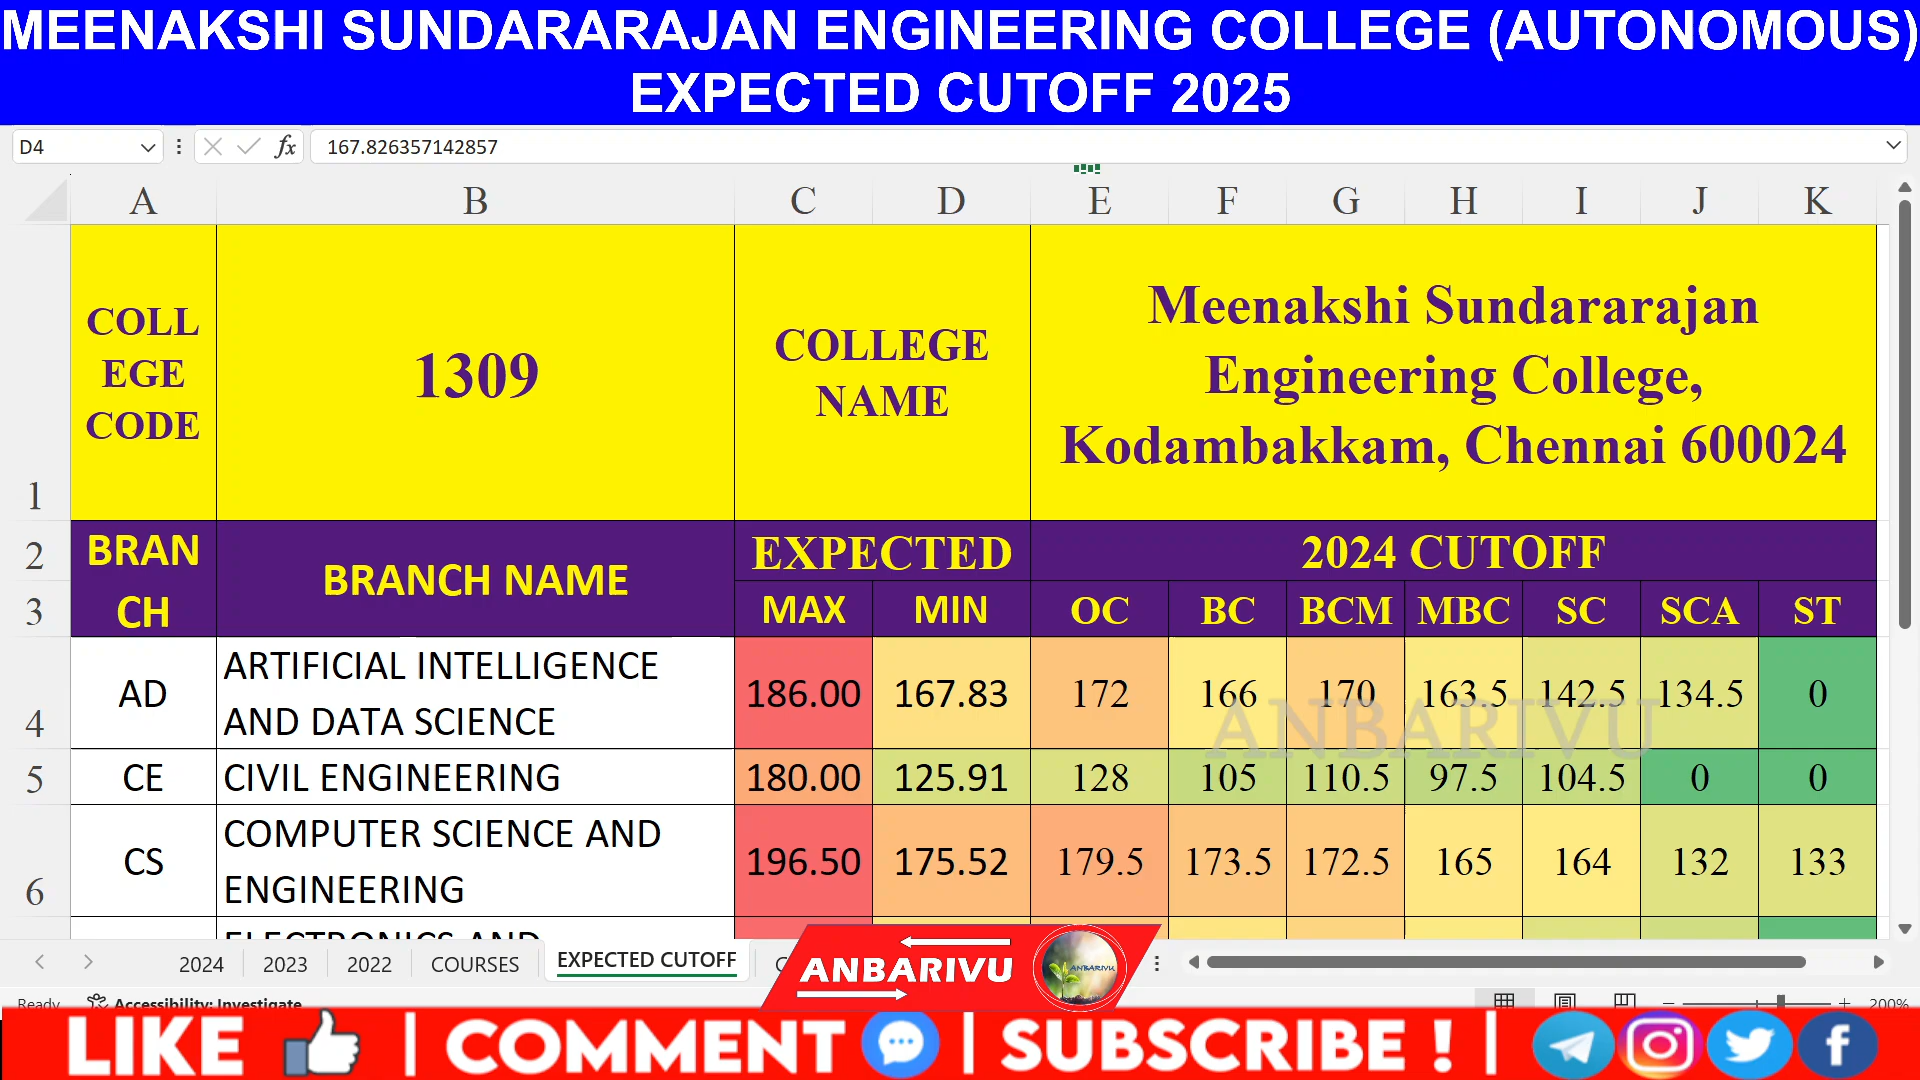 MEENAKSHI SUNDARARAJAN ENGINEERING COLLEGE (AUTONOMOUS)
EXPECTED CUTOFF 2025
D4 fx 167.826357142857
A B C D E F G H I J K
1 COLL EGE CODE 1309 COLLEGE NAME Meenakshi Sundararajan Engineering College, Kodambakkam, Chennai 600024
2 BRAN EXPECTED 2024 CUTOFF
BRANCH NAME
3 CH MAX MIN OC BC BCM MBC SC SCA ST
4 AD ARTIFICIAL INTELLIGENCE AND DATA SCIENCE 186.00 167.83 172 166 170 163.5 142.5 134.5 0
ANBARIVU
5 CE CIVIL ENGINEERING 180.00 125.91 128 105 110.5 97.5 104.5 0 0
6 CS COMPUTER SCIENCE AND ENGINEERING 196.50 175.52 179.5 173.5 172.5 165 164 132 133
ELECTRONICS AND
2024 2023 2022 COURSES EXPECTED CUTOFF
ANBARIVU
ANBARIVU
Ready Accessibility: Investigate 200%
LIKE | COMMENT | SUBSCRIBE ! |